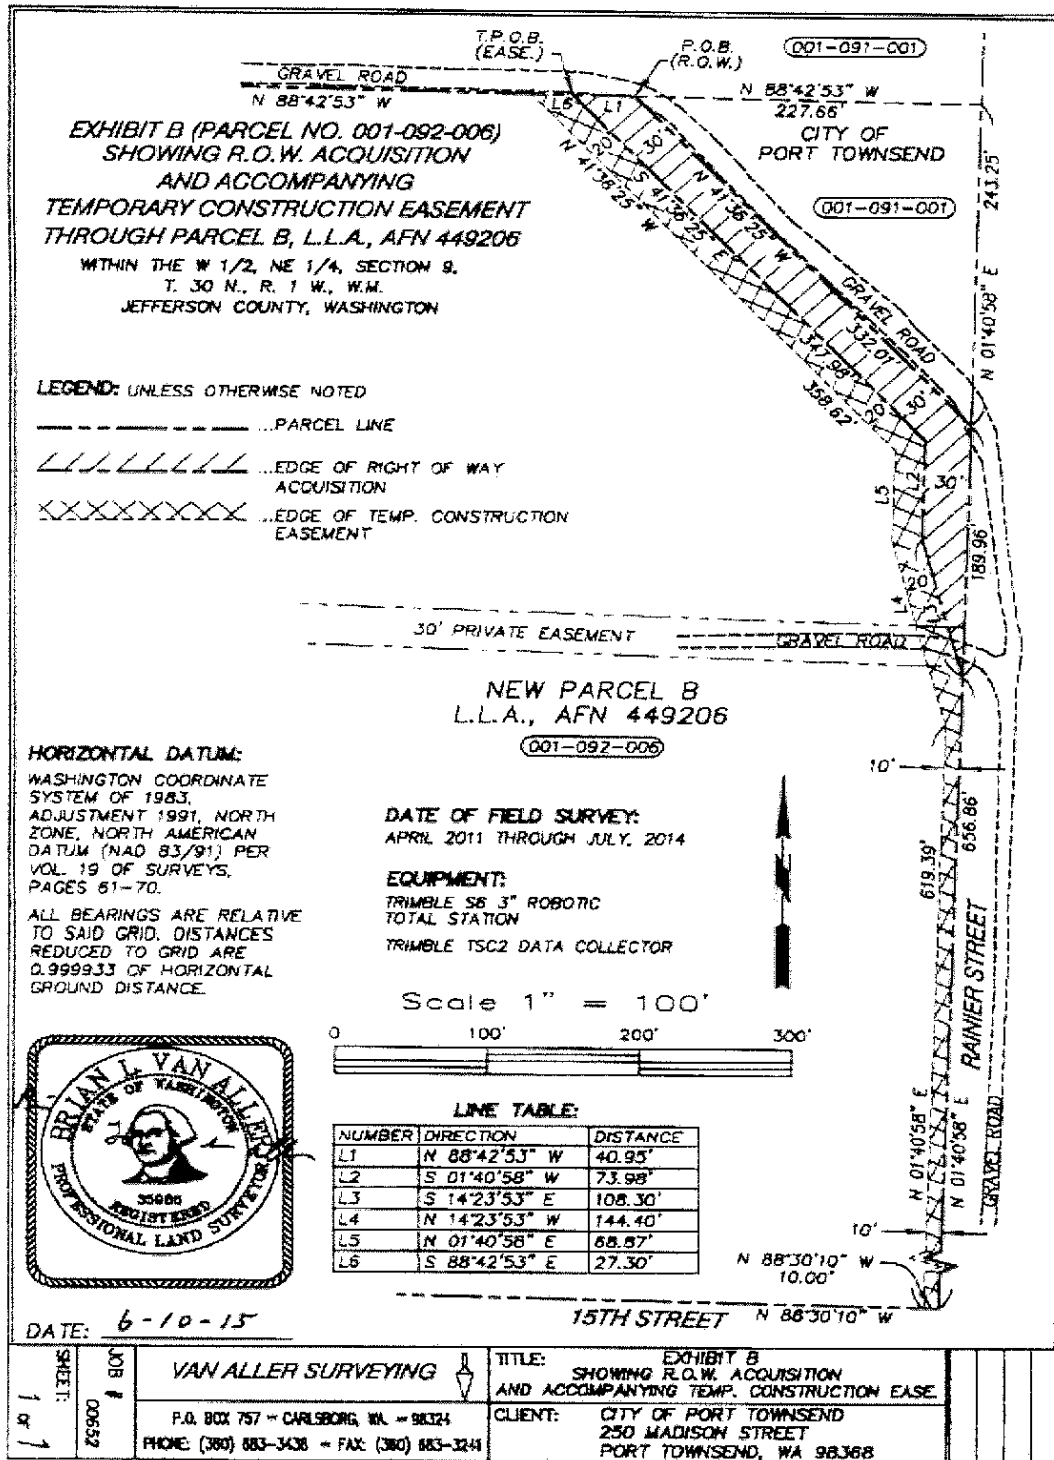 T.P.O.B.
(EASE.)
P.O.B.
(R.O.W.)
001-091-001
GRAVEL ROAD
N 88°42'53" W
L6
L1
N 88°42'53" W
227.66'
CITY OF
PORT TOWNSEND
001-091-001
243.25'
N 01°40'58" E
EXHIBIT B (PARCEL NO. 001-092-006)
SHOWING R.O.W. ACQUISITION
AND ACCOMPANYING
TEMPORARY CONSTRUCTION EASEMENT
THROUGH PARCEL B, L.L.A., AFN 449206
WITHIN THE W 1/2, NE 1/4, SECTION 9,
T. 30 N., R. 1 W., W.M.
JEFFERSON COUNTY, WASHINGTON
30'
20'
N 41°36'25" W
S 41°36'25" E
N 41°36'25" W
GRAVEL ROAD
332.01'
347.98'
358.62'
30'
20'
LEGEND: UNLESS OTHERWISE NOTED
...PARCEL LINE
...EDGE OF RIGHT OF WAY
ACQUISITION
...EDGE OF TEMP. CONSTRUCTION
EASEMENT
L5
L2
30'
189.96'
20'
L4
L3
30' PRIVATE EASEMENT
GRAVEL ROAD
NEW PARCEL B
L.L.A., AFN 449206
001-092-006
HORIZONTAL DATUM:
WASHINGTON COORDINATE
SYSTEM OF 1983,
ADJUSTMENT 1991, NORTH
ZONE, NORTH AMERICAN
DATUM (NAD 83/91) PER
VOL. 19 OF SURVEYS,
PAGES 61-70.
ALL BEARINGS ARE RELATIVE
TO SAID GRID. DISTANCES
REDUCED TO GRID ARE
0.999933 OF HORIZONTAL
GROUND DISTANCE.
DATE OF FIELD SURVEY:
APRIL 2011 THROUGH JULY, 2014
EQUIPMENT:
TRIMBLE S6 3" ROBOTIC
TOTAL STATION
TRIMBLE TSC2 DATA COLLECTOR
10'
656.86'
619.39'
RAINIER STREET
N 01°40'58" E
N 01°40'58" E
GRAVEL ROAD
10'
N 88°30'10" W
10.00'
15TH STREET
N 88°30'10" W
Scale 1" = 100'
0 100' 200' 300'
LINE TABLE:
NUMBER DIRECTION DISTANCE
L1 N 88°42'53" W 40.95'
L2 S 01°40'58" W 73.98'
L3 S 14°23'53" E 108.30'
L4 N 14°23'53" W 144.40'
L5 N 01°40'58" E 68.87'
L6 S 88°42'53" E 27.30'
BRIAN L. VAN ALLER
STATE OF WASHINGTON
35986
REGISTERED
PROFESSIONAL LAND SURVEYOR
DATE: 6-10-15
SHEET:
1 OF 1
JOB #
00652
VAN ALLER SURVEYING
P.O. BOX 757 - CARLSBORG, WA. - 98324
PHONE: (360) 683-3438 - FAX: (360) 683-3241
TITLE: EXHIBIT B
SHOWING R.O.W. ACQUISITION
AND ACCOMPANYING TEMP. CONSTRUCTION EASE.
CLIENT: CITY OF PORT TOWNSEND
250 MADISON STREET
PORT TOWNSEND, WA 98368